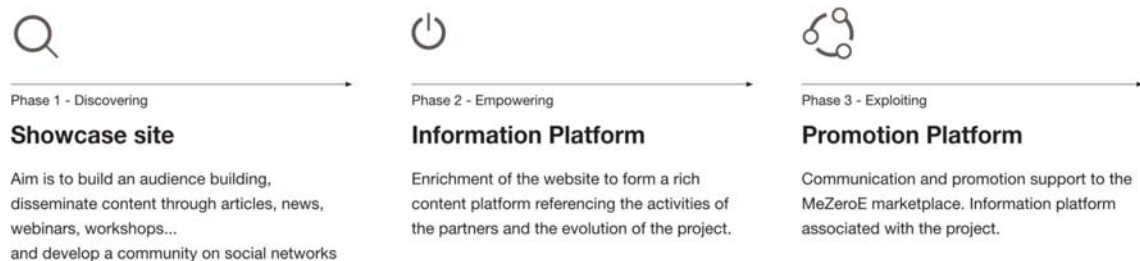 Phase 1 - Discovering
Showcase site
Aim is to build an audience building,
disseminate content through articles, news,
webinars, workshops...
and develop a community on social networks
Phase 2 - Empowering
Information Platform
Enrichment of the website to form a rich
content platform referencing the activities of
the partners and the evolution of the project.
Phase 3 - Exploiting
Promotion Platform
Communication and promotion support to the
MeZeroE marketplace. Information platform
associated with the project.